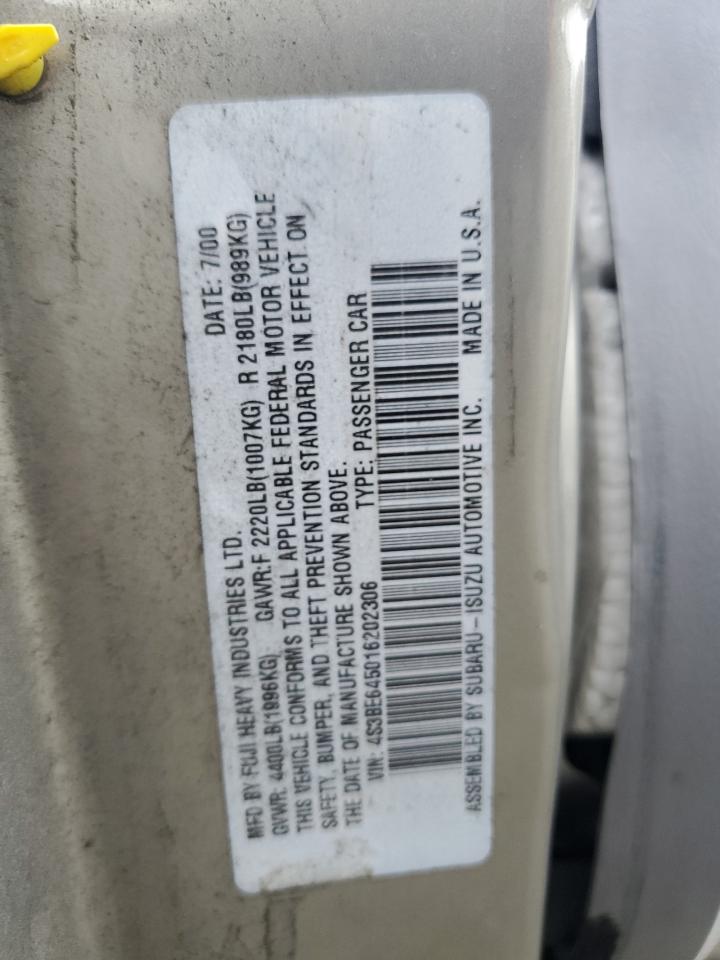 MFD BY FUJI HEAVY INDUSTRIES LTD. DATE: 7/00
GVWR: 4400LB(1996KG) GAWR:F 2220LB(1007KG) R 2180LB(989KG)
THIS VEHICLE CONFORMS TO ALL APPLICABLE FEDERAL MOTOR VEHICLE
SAFETY, BUMPER, AND THEFT PREVENTION STANDARDS IN EFFECT ON
THE DATE OF MANUFACTURE SHOWN ABOVE.
VIN: 4S3BE645016202306 TYPE: PASSENGER CAR
ASSEMBLED BY SUBARU-ISUZU AUTOMOTIVE INC. MADE IN U.S.A.